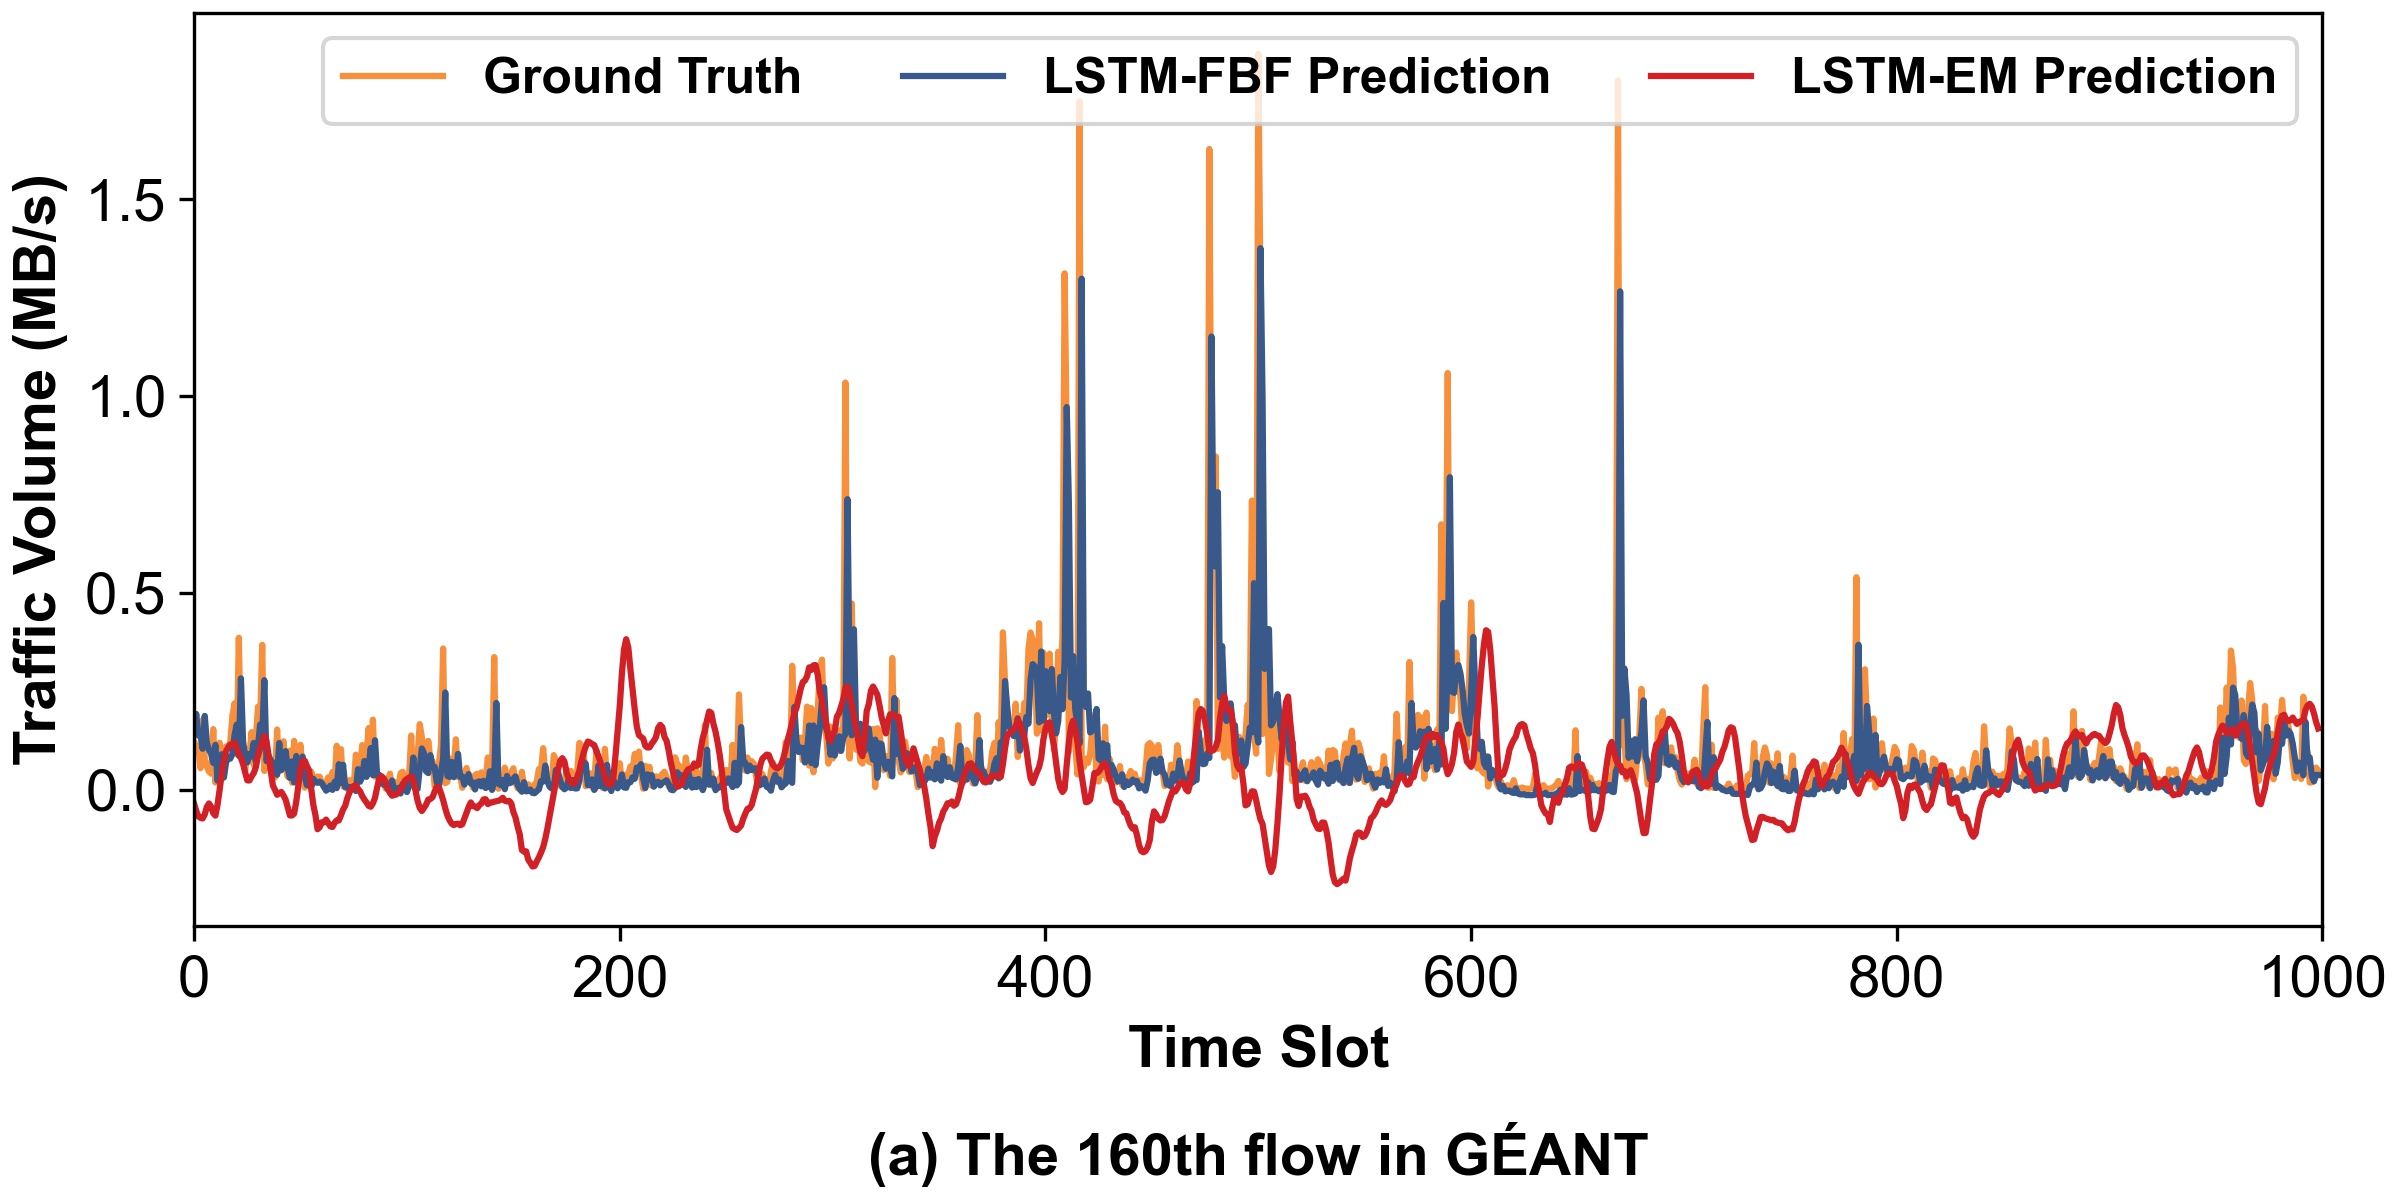 Ground Truth LSTM-FBF Prediction LSTM-EM Prediction
Traffic Volume (MB/s)
1.5
1.0
0.5
0.0
0 200 400 600 800 1000
Time Slot
(a) The 160th flow in GÉANT